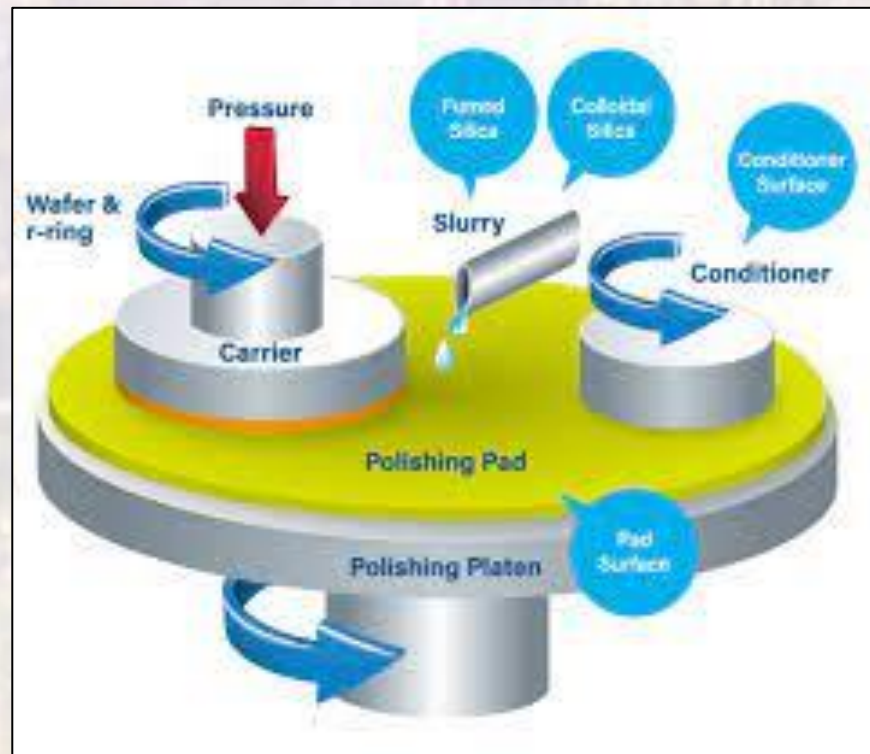 Pressure
Fumed
Silica
Colloidal
Silica
Conditioner
Surface
Wafer &
r-ring
Slurry
Conditioner
Carrier
Polishing Pad
Pad
Surface
Polishing Platen